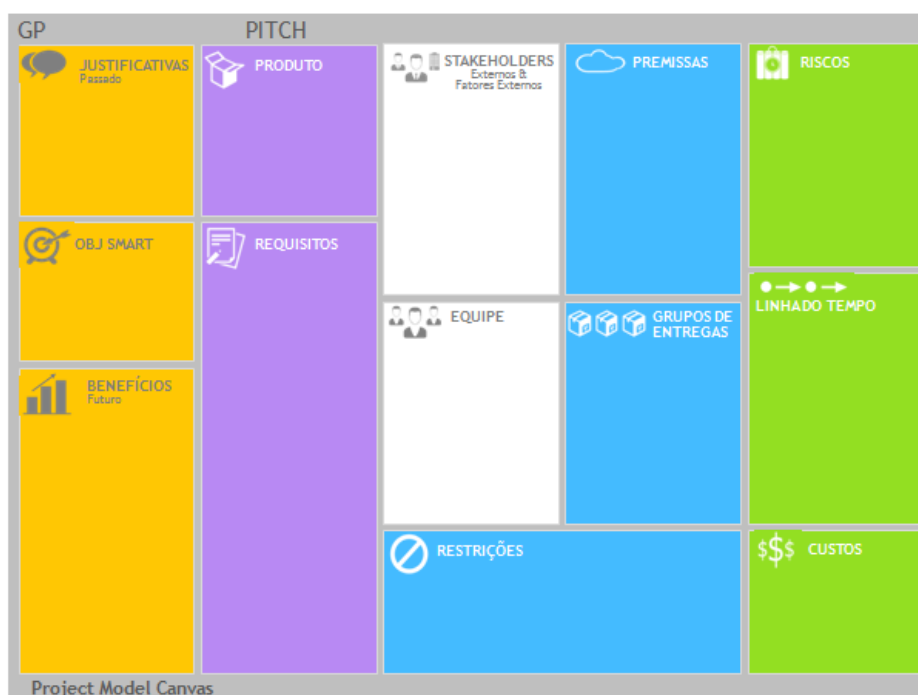 GP
PITCH
JUSTIFICATIVAS
Passado
PRODUTO
STAKEHOLDERS
Externos &
Fatores Externos
PREMISSAS
RISCOS
OBJ SMART
REQUISITOS
LINHADO TEMPO
EQUIPE
GRUPOS DE
ENTREGAS
BENEFÍCIOS
Futuro
RESTRIÇÕES
$$$ CUSTOS
Project Model Canvas